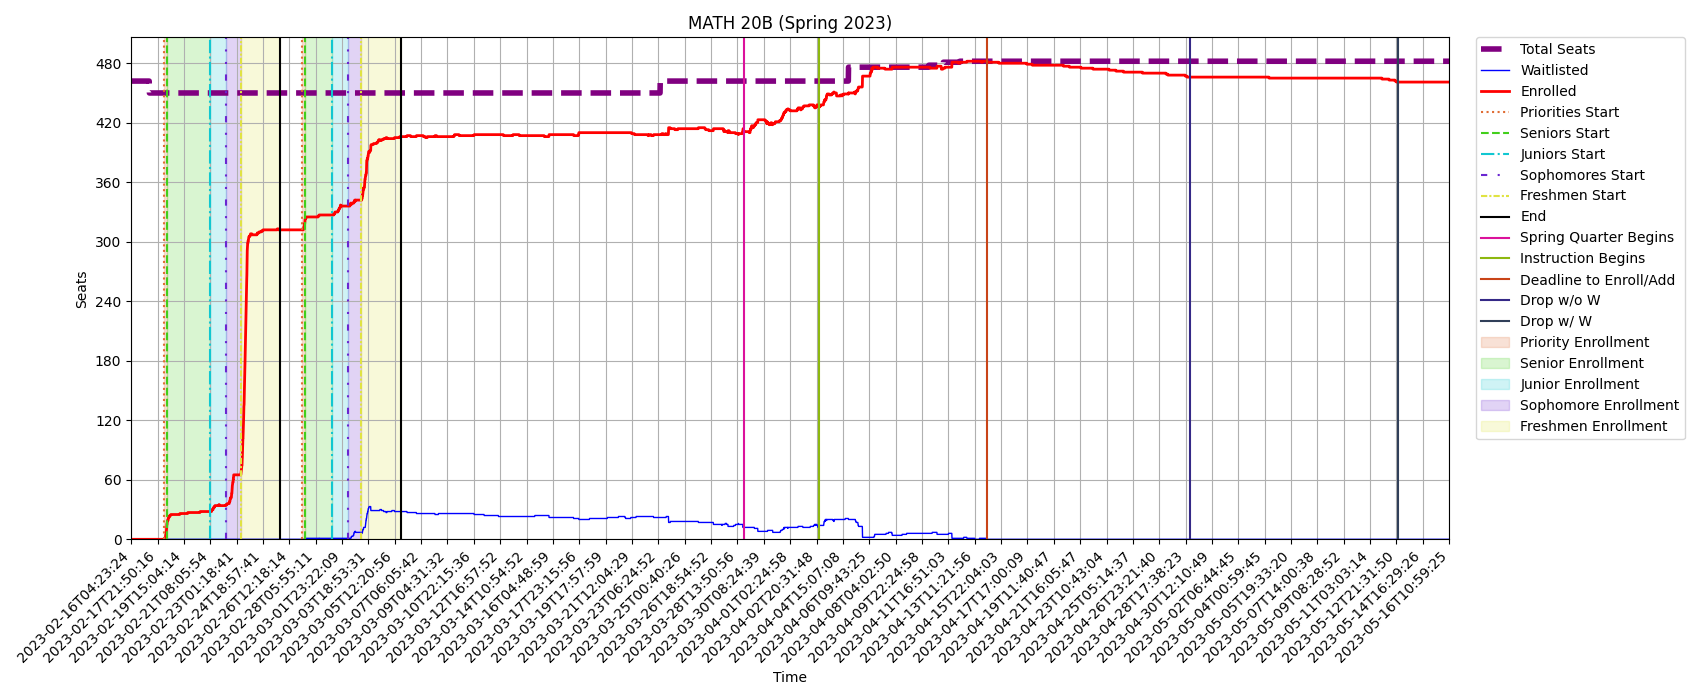 MATH 20B (Spring 2023)
Seats
480
420
360
300
240
180
120
60
0
2023-02-16T04:23:24
2023-02-17T21:50:16
2023-02-19T15:04:14
2023-02-21T08:05:54
2023-02-23T01:18:41
2023-02-24T18:57:41
2023-02-26T12:18:14
2023-02-28T05:55:11
2023-03-01T23:22:09
2023-03-03T18:53:31
2023-03-05T12:20:56
2023-03-07T06:05:42
2023-03-09T04:31:32
2023-03-10T22:15:36
2023-03-12T16:57:52
2023-03-14T10:54:52
2023-03-16T04:48:59
2023-03-17T23:15:56
2023-03-19T17:57:59
2023-03-21T12:04:29
2023-03-23T06:24:52
2023-03-25T00:40:26
2023-03-26T18:54:52
2023-03-28T13:50:56
2023-03-30T08:24:39
2023-04-01T02:24:58
2023-04-02T20:31:48
2023-04-04T15:07:08
2023-04-06T09:43:25
2023-04-08T04:02:50
2023-04-09T22:24:58
2023-04-11T16:51:03
2023-04-13T11:21:56
2023-04-15T22:04:03
2023-04-17T17:00:09
2023-04-19T11:40:47
2023-04-21T16:05:47
2023-04-23T10:43:04
2023-04-25T05:14:37
2023-04-26T23:21:40
2023-04-28T17:38:23
2023-04-30T12:10:49
2023-05-02T06:44:45
2023-05-04T00:59:45
2023-05-05T19:33:20
2023-05-07T14:00:38
2023-05-09T08:28:52
2023-05-11T03:03:14
2023-05-12T21:31:50
2023-05-14T16:29:26
2023-05-16T10:59:25
Time
Total Seats
Waitlisted
Enrolled
Priorities Start
Seniors Start
Juniors Start
Sophomores Start
Freshmen Start
End
Spring Quarter Begins
Instruction Begins
Deadline to Enroll/Add
Drop w/o W
Drop w/ W
Priority Enrollment
Senior Enrollment
Junior Enrollment
Sophomore Enrollment
Freshmen Enrollment